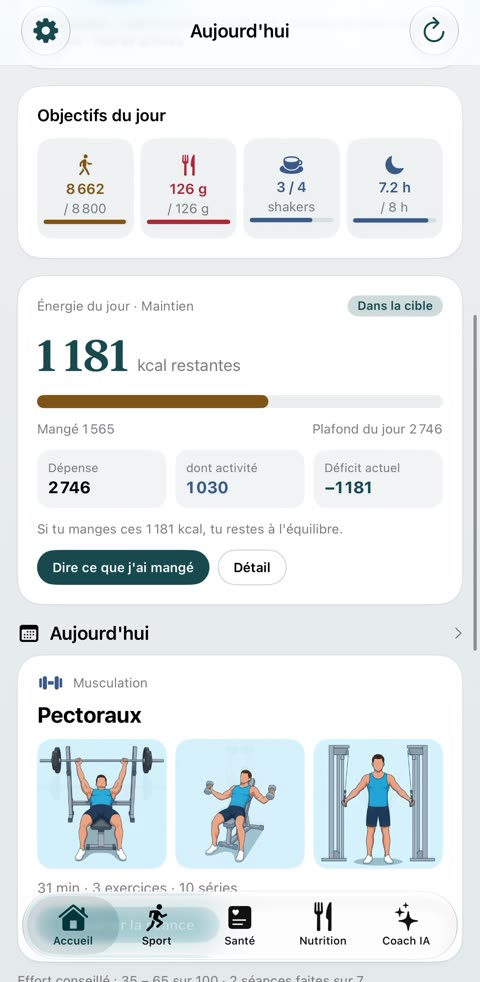 Aujourd'hui
Objectifs du jour
8 662
/ 8 800
126 g
/ 126 g
3 / 4
shakers
7.2 h
/ 8 h
Énergie du jour · Maintien
Dans la cible
1 181 kcal restantes
Mangé 1 565
Plafond du jour 2 746
Dépense
2 746
dont activité
1 030
Déficit actuel
−1 181
Si tu manges ces 1 181 kcal, tu restes à l'équilibre.
Dire ce que j'ai mangé
Détail
Aujourd'hui
Musculation
Pectoraux
31 min · 3 exercices · 10 séries
Accueil
Sport
Santé
Nutrition
Coach IA
Effort conseillé : 35 – 65 sur 100 · 2 séances faites sur 7